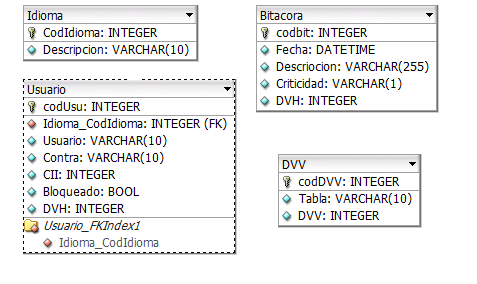 Idioma
CodIdioma: INTEGER
Descripcion: VARCHAR(10)
Bitacora
codbit: INTEGER
Fecha: DATETIME
Descriocion: VARCHAR(255)
Criticidad: VARCHAR(1)
DVH: INTEGER
Usuario
codUsu: INTEGER
Idioma_CodIdioma: INTEGER (FK)
Usuario: VARCHAR(10)
Contra: VARCHAR(10)
CII: INTEGER
Bloqueado: BOOL
DVH: INTEGER
Usuario_FKIndex1
Idioma_CodIdioma
DVV
codDVV: INTEGER
Tabla: VARCHAR(10)
DVV: INTEGER